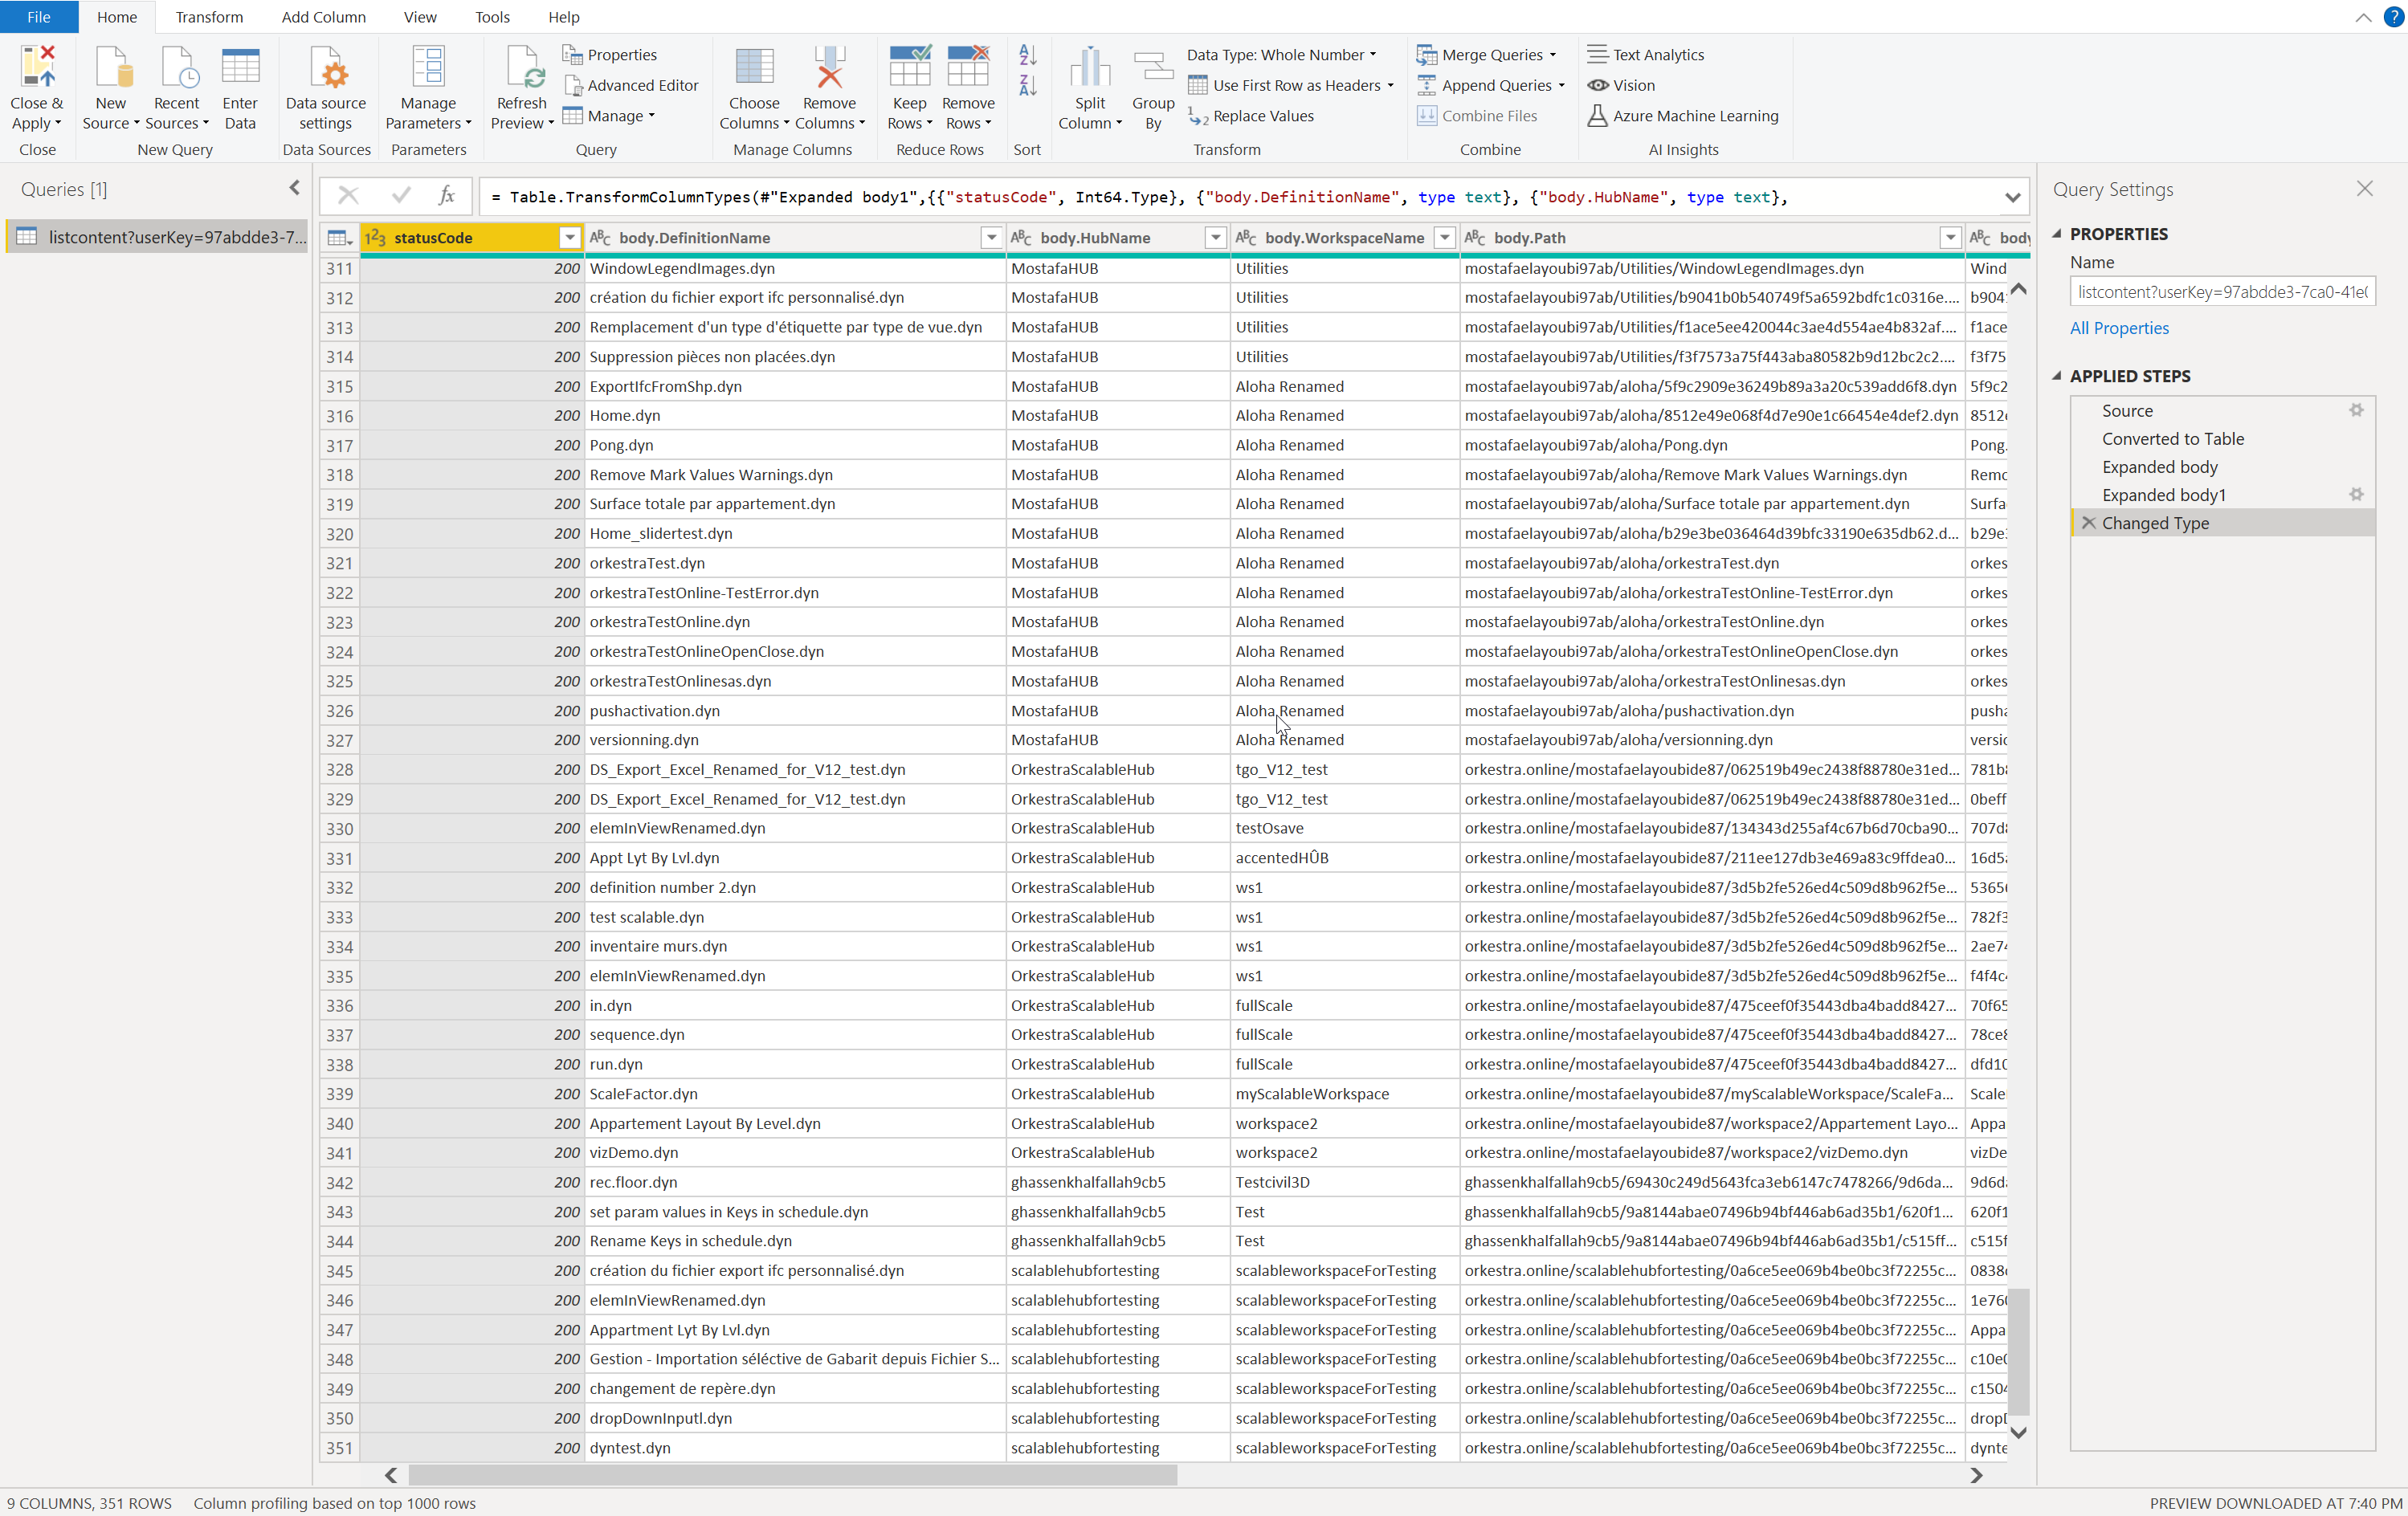 File Home Transform Add Column View Tools Help
Close & Apply
New Source
Recent Sources
Enter Data
Data source settings
Manage Parameters
Refresh Preview
Properties
Advanced Editor
Manage
Choose Columns
Remove Columns
Keep Rows
Remove Rows
Split Column
Group By
Data Type: Whole Number
Use First Row as Headers
Replace Values
Merge Queries
Append Queries
Combine Files
Text Analytics
Vision
Azure Machine Learning
Close New Query Data Sources Parameters Query Manage Columns Reduce Rows Sort Transform Combine AI Insights
Queries [1]
listcontent?userKey=97abdde3-7...
fx = Table.TransformColumnTypes(#"Expanded body1",{{"statusCode", Int64.Type}, {"body.DefinitionName", type text}, {"body.HubName", type text},
statusCode body.DefinitionName body.HubName body.WorkspaceName body.Path body
311 200 WindowLegendImages.dyn MostafaHUB Utilities mostafaelayoubi97ab/Utilities/WindowLegendImages.dyn Wind
312 200 création du fichier export ifc personnalisé.dyn MostafaHUB Utilities mostafaelayoubi97ab/Utilities/b9041b0b540749f5a6592bdfc1c0316e.... b904
313 200 Remplacement d'un type d'étiquette par type de vue.dyn MostafaHUB Utilities mostafaelayoubi97ab/Utilities/f1ace5ee420044c3ae4d554ae4b832af.... f1ace
314 200 Suppression pièces non placées.dyn MostafaHUB Utilities mostafaelayoubi97ab/Utilities/f3f7573a75f443aba80582b9d12bc2c2.... f3f75
315 200 ExportIfcFromShp.dyn MostafaHUB Aloha Renamed mostafaelayoubi97ab/aloha/5f9c2909e36249b89a3a20c539add6f8.dyn 5f9c2
316 200 Home.dyn MostafaHUB Aloha Renamed mostafaelayoubi97ab/aloha/8512e49e068f4d7e90e1c66454e4def2.dyn 8512
317 200 Pong.dyn MostafaHUB Aloha Renamed mostafaelayoubi97ab/aloha/Pong.dyn Pong.
318 200 Remove Mark Values Warnings.dyn MostafaHUB Aloha Renamed mostafaelayoubi97ab/aloha/Remove Mark Values Warnings.dyn Remo
319 200 Surface totale par appartement.dyn MostafaHUB Aloha Renamed mostafaelayoubi97ab/aloha/Surface totale par appartement.dyn Surfa
320 200 Home_slidertest.dyn MostafaHUB Aloha Renamed mostafaelayoubi97ab/aloha/b29e3be036464d39bfc33190e635db62.d... b29e
321 200 orkestraTest.dyn MostafaHUB Aloha Renamed mostafaelayoubi97ab/aloha/orkestraTest.dyn orkes
322 200 orkestraTestOnline-TestError.dyn MostafaHUB Aloha Renamed mostafaelayoubi97ab/aloha/orkestraTestOnline-TestError.dyn orkes
323 200 orkestraTestOnline.dyn MostafaHUB Aloha Renamed mostafaelayoubi97ab/aloha/orkestraTestOnline.dyn orkes
324 200 orkestraTestOnlineOpenClose.dyn MostafaHUB Aloha Renamed mostafaelayoubi97ab/aloha/orkestraTestOnlineOpenClose.dyn orkes
325 200 orkestraTestOnlinesas.dyn MostafaHUB Aloha Renamed mostafaelayoubi97ab/aloha/orkestraTestOnlinesas.dyn orkes
326 200 pushactivation.dyn MostafaHUB Aloha Renamed mostafaelayoubi97ab/aloha/pushactivation.dyn pusha
327 200 versionning.dyn MostafaHUB Aloha Renamed mostafaelayoubi97ab/aloha/versionning.dyn versio
328 200 DS_Export_Excel_Renamed_for_V12_test.dyn OrkestraScalableHub tgo_V12_test orkestra.online/mostafaelayoubide87/062519b49ec2438f88780e31ed... 781b
329 200 DS_Export_Excel_Renamed_for_V12_test.dyn OrkestraScalableHub tgo_V12_test orkestra.online/mostafaelayoubide87/062519b49ec2438f88780e31ed... 0beff
330 200 elemInViewRenamed.dyn OrkestraScalableHub testOsave orkestra.online/mostafaelayoubide87/134343d255af4c67b6d70cba90... 707d
331 200 Appt Lyt By Lvl.dyn OrkestraScalableHub accentedHÛB orkestra.online/mostafaelayoubide87/211ee127db3e469a83c9ffdea0... 16d5
332 200 definition number 2.dyn OrkestraScalableHub ws1 orkestra.online/mostafaelayoubide87/3d5b2fe526ed4c509d8b962f5e... 5365
333 200 test scalable.dyn OrkestraScalableHub ws1 orkestra.online/mostafaelayoubide87/3d5b2fe526ed4c509d8b962f5e... 782f3
334 200 inventaire murs.dyn OrkestraScalableHub ws1 orkestra.online/mostafaelayoubide87/3d5b2fe526ed4c509d8b962f5e... 2ae7
335 200 elemInViewRenamed.dyn OrkestraScalableHub ws1 orkestra.online/mostafaelayoubide87/3d5b2fe526ed4c509d8b962f5e... f4f4c
336 200 in.dyn OrkestraScalableHub fullScale orkestra.online/mostafaelayoubide87/475ceef0f35443dba4badd8427... 70f65
337 200 sequence.dyn OrkestraScalableHub fullScale orkestra.online/mostafaelayoubide87/475ceef0f35443dba4badd8427... 78ce
338 200 run.dyn OrkestraScalableHub fullScale orkestra.online/mostafaelayoubide87/475ceef0f35443dba4badd8427... dfd10
339 200 ScaleFactor.dyn OrkestraScalableHub myScalableWorkspace orkestra.online/mostafaelayoubide87/myScalableWorkspace/ScaleFa... Scale
340 200 Appartement Layout By Level.dyn OrkestraScalableHub workspace2 orkestra.online/mostafaelayoubide87/workspace2/Appartement Layo... Appa
341 200 vizDemo.dyn OrkestraScalableHub workspace2 orkestra.online/mostafaelayoubide87/workspace2/vizDemo.dyn vizDe
342 200 rec.floor.dyn ghassenkhalfallah9cb5 Testcivil3D ghassenkhalfallah9cb5/69430c249d5643fca3eb6147c7478266/9d6da... 9d6d
343 200 set param values in Keys in schedule.dyn ghassenkhalfallah9cb5 Test ghassenkhalfallah9cb5/9a8144abae07496b94bf446ab6ad35b1/620f1... 620f1
344 200 Rename Keys in schedule.dyn ghassenkhalfallah9cb5 Test ghassenkhalfallah9cb5/9a8144abae07496b94bf446ab6ad35b1/c515ff... c515f
345 200 création du fichier export ifc personnalisé.dyn scalablehubfortesting scalableworkspaceForTesting orkestra.online/scalablehubfortesting/0a6ce5ee069b4be0bc3f72255c... 0838
346 200 elemInViewRenamed.dyn scalablehubfortesting scalableworkspaceForTesting orkestra.online/scalablehubfortesting/0a6ce5ee069b4be0bc3f72255c... 1e76
347 200 Appartment Lyt By Lvl.dyn scalablehubfortesting scalableworkspaceForTesting orkestra.online/scalablehubfortesting/0a6ce5ee069b4be0bc3f72255c... Appa
348 200 Gestion - Importation séléctive de Gabarit depuis Fichier S... scalablehubfortesting scalableworkspaceForTesting orkestra.online/scalablehubfortesting/0a6ce5ee069b4be0bc3f72255c... c10e
349 200 changement de repère.dyn scalablehubfortesting scalableworkspaceForTesting orkestra.online/scalablehubfortesting/0a6ce5ee069b4be0bc3f72255c... c1504
350 200 dropDownInputl.dyn scalablehubfortesting scalableworkspaceForTesting orkestra.online/scalablehubfortesting/0a6ce5ee069b4be0bc3f72255c... drop
351 200 dyntest.dyn scalablehubfortesting scalableworkspaceForTesting orkestra.online/scalablehubfortesting/0a6ce5ee069b4be0bc3f72255c... dynte
Query Settings
PROPERTIES
Name
listcontent?userKey=97abdde3-7ca0-41e
All Properties
APPLIED STEPS
Source
Converted to Table
Expanded body
Expanded body1
Changed Type
9 COLUMNS, 351 ROWS Column profiling based on top 1000 rows PREVIEW DOWNLOADED AT 7:40 PM